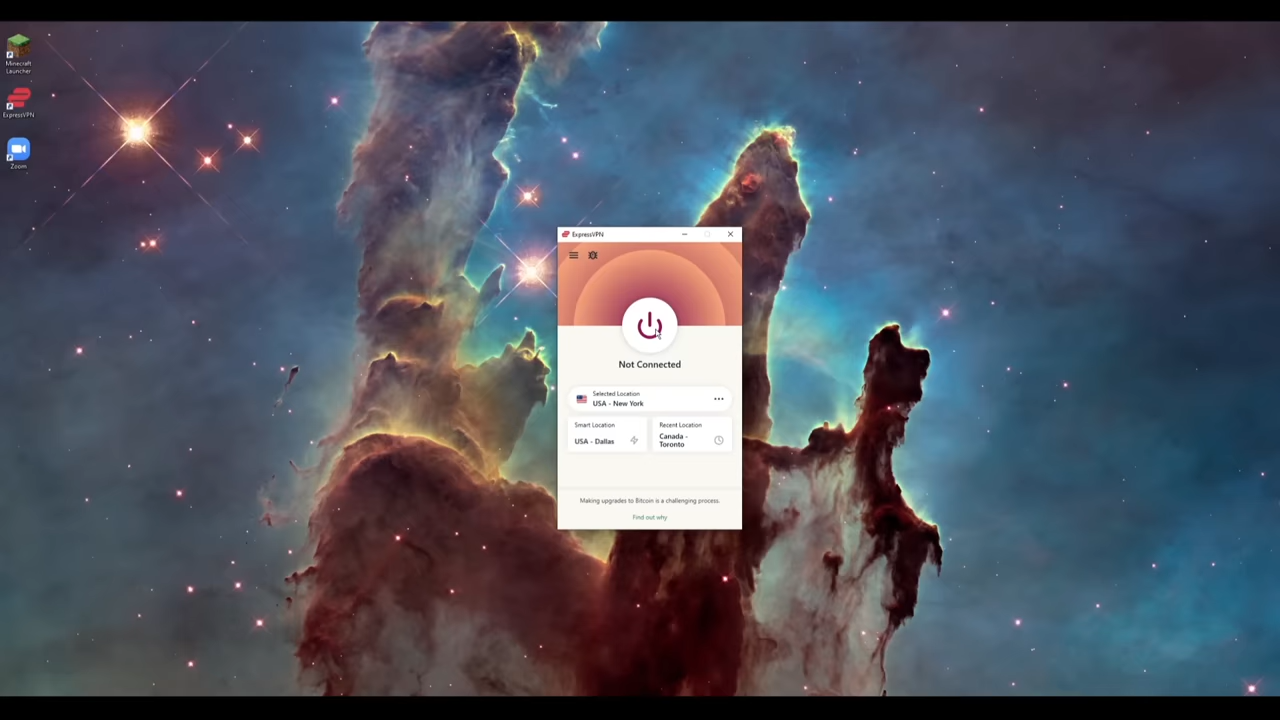 Minecraft
Launcher
ExpressVPN
Zoom
ExpressVPN
Not Connected
Selected Location
USA - New York
Smart Location
USA - Dallas
Recent Location
Canada -
Toronto
Making upgrades to Bitcoin is a challenging process.
Find out why